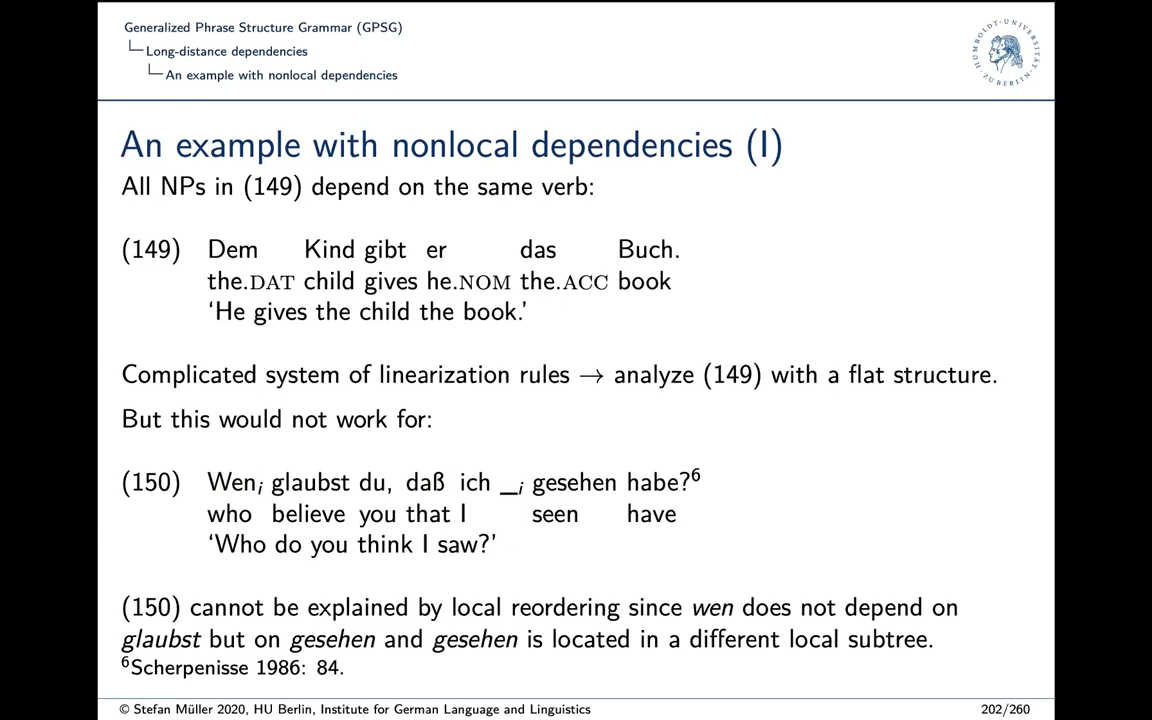 Generalized Phrase Structure Grammar (GPSG)
Long-distance dependencies
An example with nonlocal dependencies
HUMBOLDT-UNIVERSITÄT · ZU BERLIN ·
An example with nonlocal dependencies (I)
All NPs in (149) depend on the same verb:
(149) Dem Kind gibt er das Buch.
the.DAT child gives he.NOM the.ACC book
‘He gives the child the book.’
Complicated system of linearization rules → analyze (149) with a flat structure.
But this would not work for:
(150) Wenᵢ glaubst du, daß ich _ᵢ gesehen habe?⁶
who believe you that I seen have
‘Who do you think I saw?’
(150) cannot be explained by local reordering since wen does not depend on
glaubst but on gesehen and gesehen is located in a different local subtree.
⁶Scherpenisse 1986: 84.
© Stefan Müller 2020, HU Berlin, Institute for German Language and Linguistics 202/260